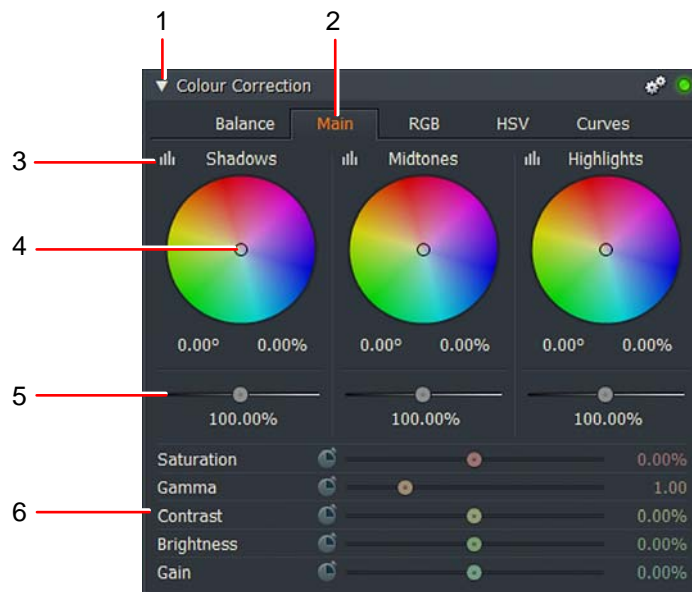 1
2
Colour Correction
Balance Main RGB HSV Curves
3
Shadows Midtones Highlights
4
0.00º 0.00% 0.00º 0.00% 0.00º 0.00%
5
100.00% 100.00% 100.00%
Saturation 0.00%
Gamma 1.00
6
Contrast 0.00%
Brightness 0.00%
Gain 0.00%